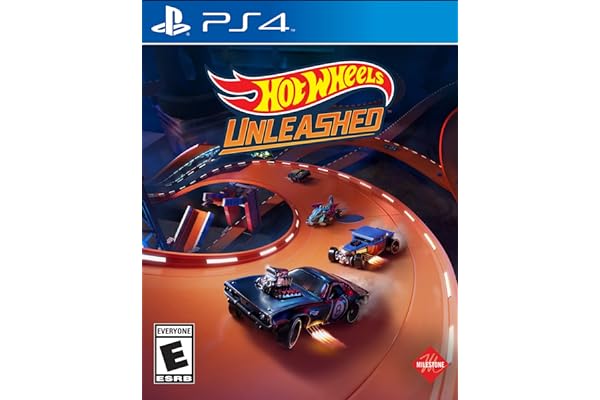 PS4
HOT WHEELS
UNLEASHED
EVERYONE
E
ESRB
MILESTONE